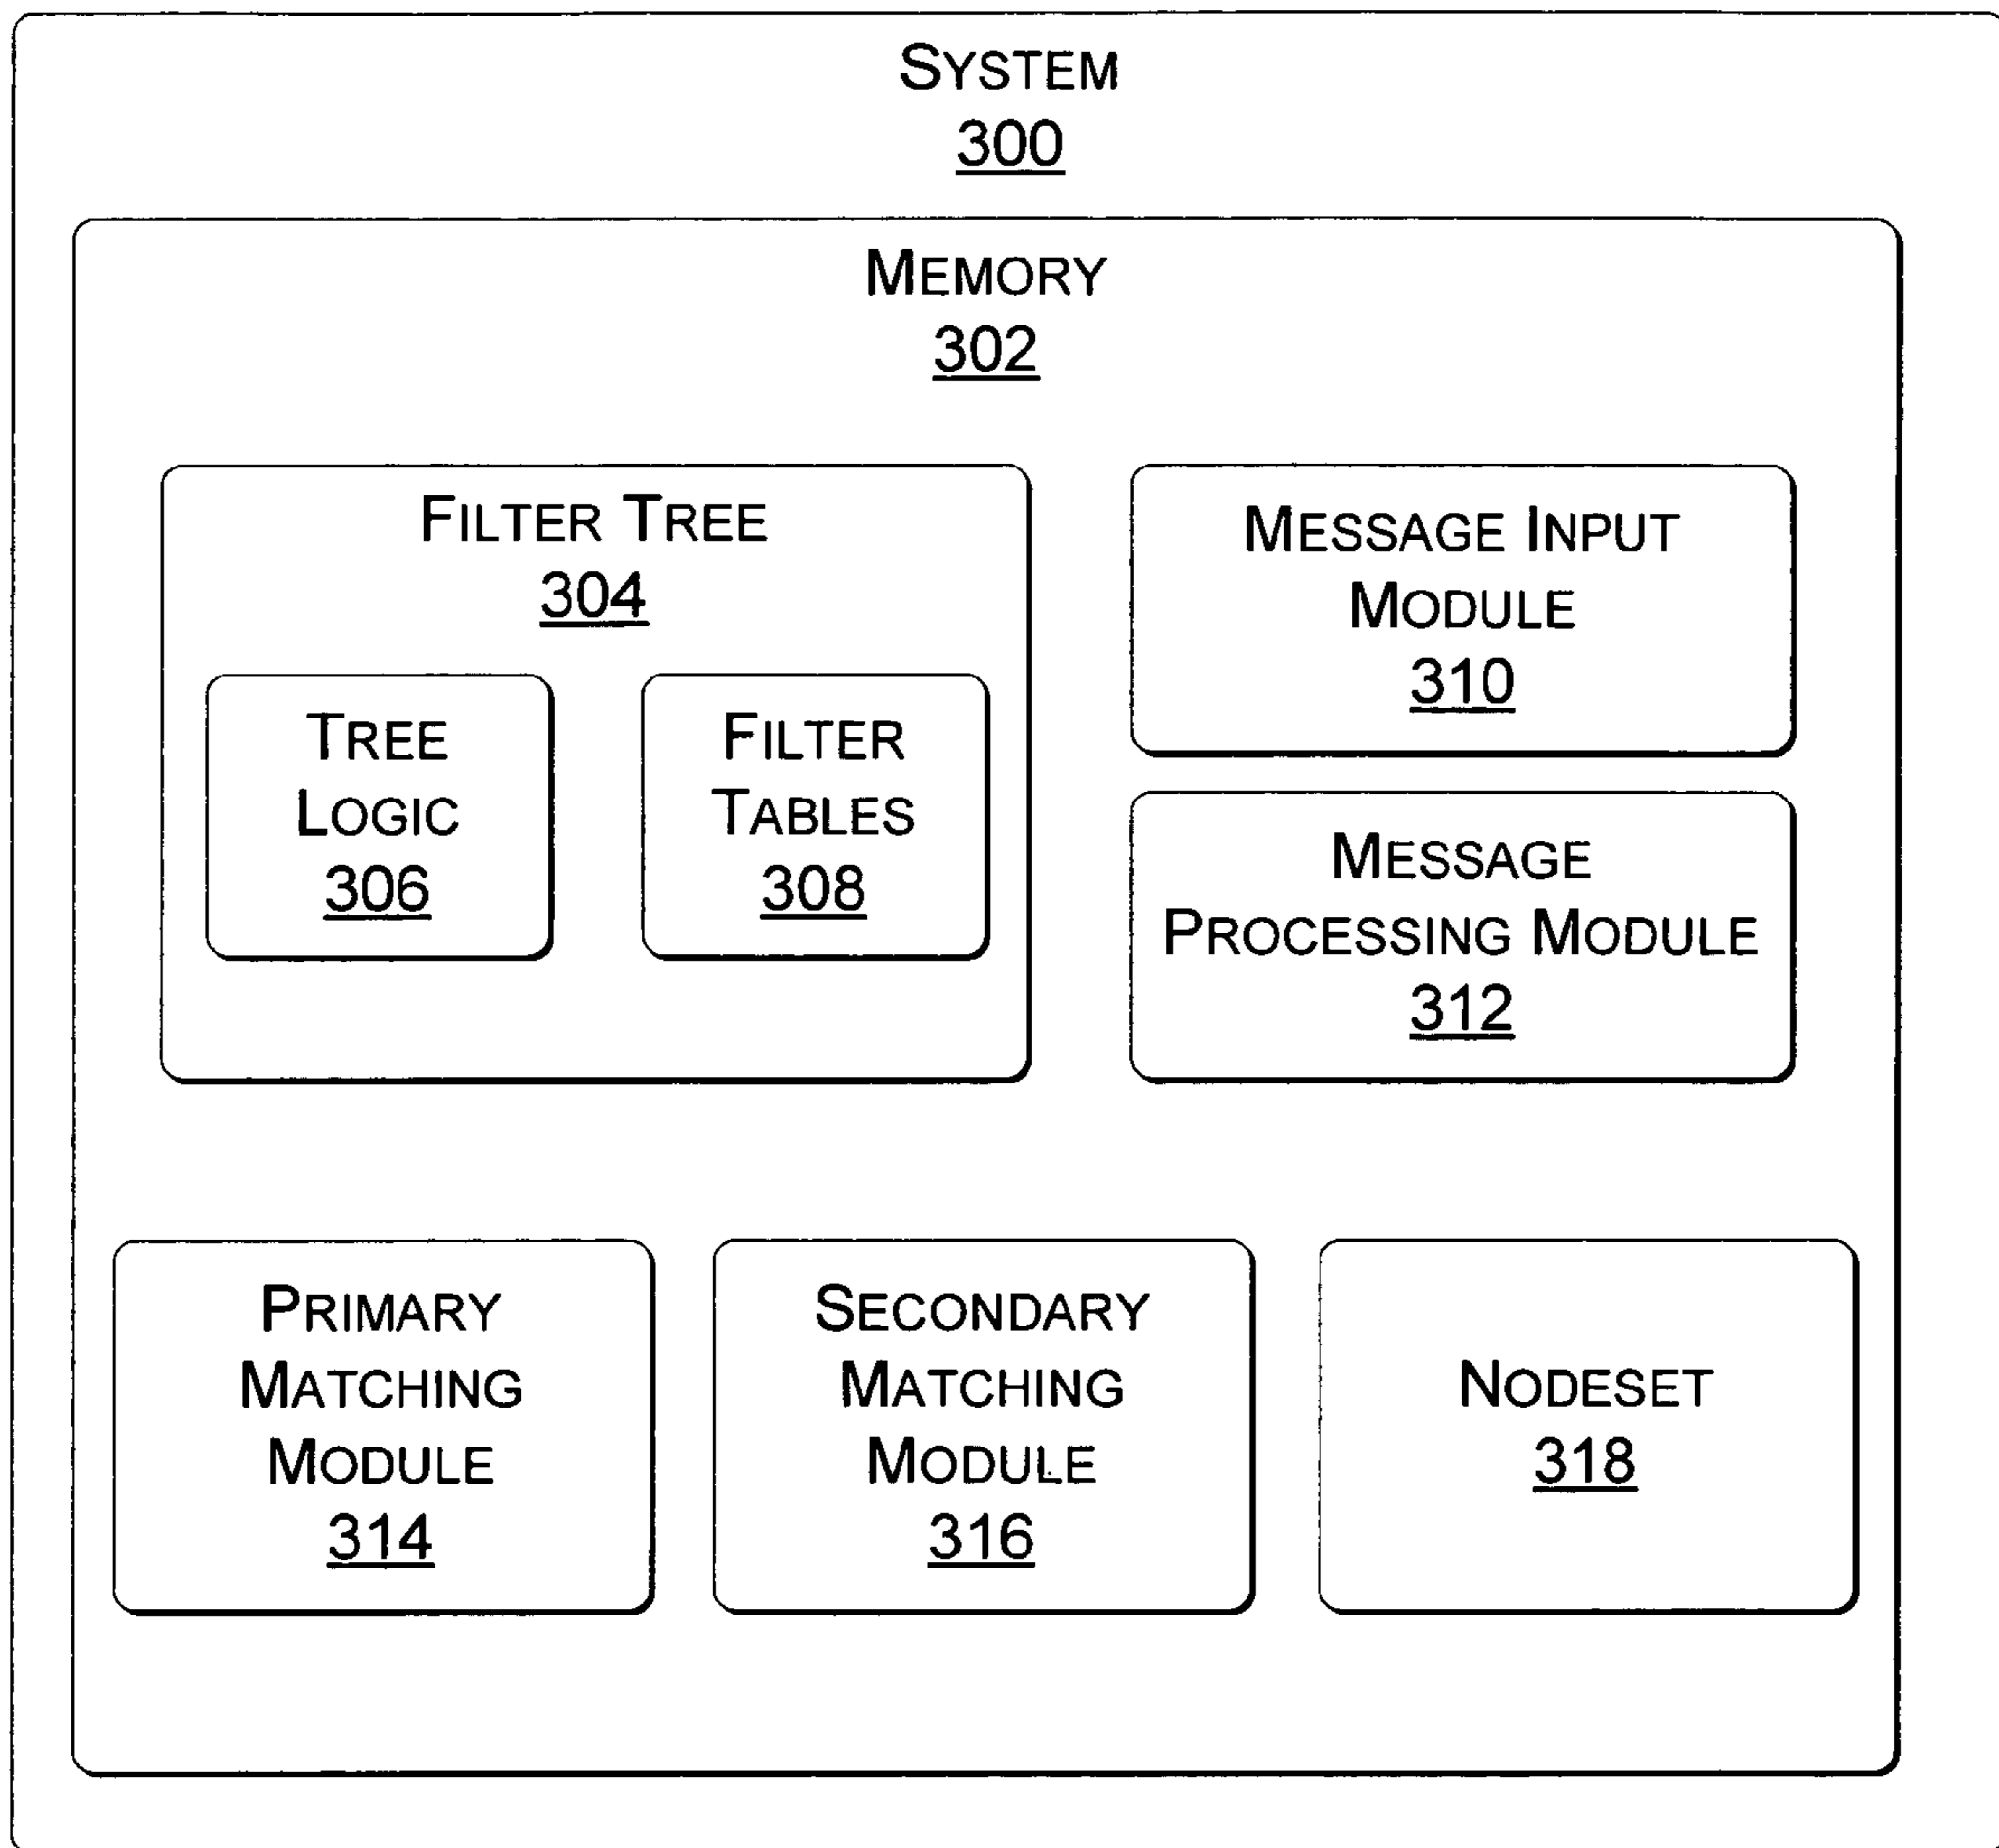 SYSTEM
300
MEMORY
302
FILTER TREE
304
TREE
LOGIC
306
FILTER
TABLES
308
MESSAGE INPUT
MODULE
310
MESSAGE
PROCESSING MODULE
312
PRIMARY
MATCHING
MODULE
314
SECONDARY
MATCHING
MODULE
316
NODESET
318